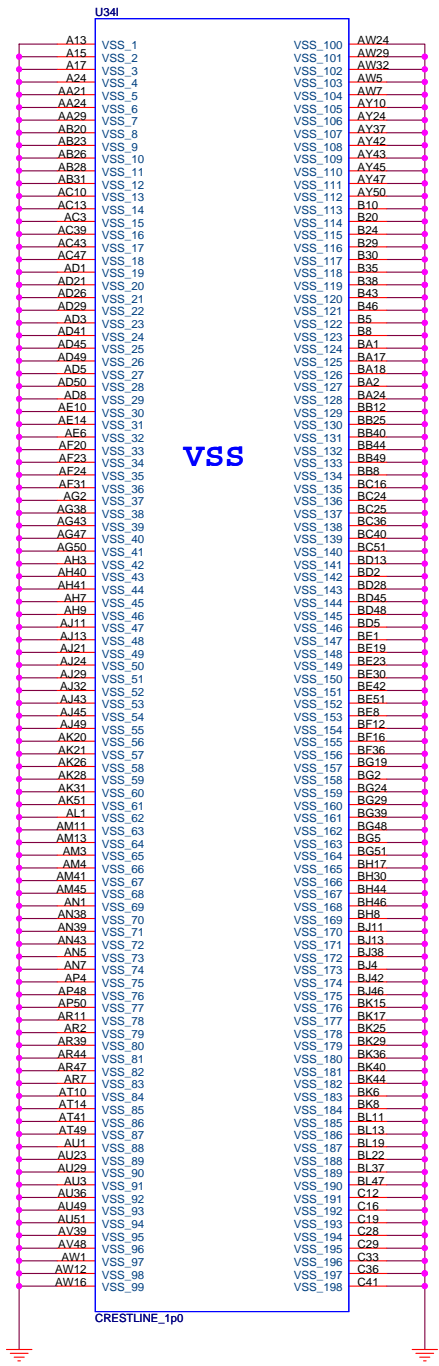 U34I
A13 VSS_1 VSS_100 AW24
A15 VSS_2 VSS_101 AW29
A17 VSS_3 VSS_102 AW32
A24 VSS_4 VSS_103 AW5
AA21 VSS_5 VSS_104 AW7
AA24 VSS_6 VSS_105 AY10
AA29 VSS_7 VSS_106 AY24
AB20 VSS_8 VSS_107 AY37
AB23 VSS_9 VSS_108 AY42
AB26 VSS_10 VSS_109 AY43
AB28 VSS_11 VSS_110 AY45
AB31 VSS_12 VSS_111 AY47
AC10 VSS_13 VSS_112 AY50
AC13 VSS_14 VSS_113 B10
AC3 VSS_15 VSS_114 B20
AC39 VSS_16 VSS_115 B24
AC43 VSS_17 VSS_116 B29
AC47 VSS_18 VSS_117 B30
AD1 VSS_19 VSS_118 B35
AD21 VSS_20 VSS_119 B38
AD26 VSS_21 VSS_120 B43
AD29 VSS_22 VSS_121 B46
AD3 VSS_23 VSS_122 B5
AD41 VSS_24 VSS_123 B8
AD45 VSS_25 VSS_124 BA1
AD49 VSS_26 VSS_125 BA17
AD5 VSS_27 VSS_126 BA18
AD50 VSS_28 VSS_127 BA2
AD8 VSS_29 VSS_128 BA24
AE10 VSS_30 VSS_129 BB12
AE14 VSS_31 VSS_130 BB25
AE6 VSS_32 VSS_131 BB40
AF20 VSS_33 VSS_132 BB44
VSS
AF23 VSS_34 VSS_133 BB49
AF24 VSS_35 VSS_134 BB8
AF31 VSS_36 VSS_135 BC16
AG2 VSS_37 VSS_136 BC24
AG38 VSS_38 VSS_137 BC25
AG43 VSS_39 VSS_138 BC36
AG47 VSS_40 VSS_139 BC40
AG50 VSS_41 VSS_140 BC51
AH3 VSS_42 VSS_141 BD13
AH40 VSS_43 VSS_142 BD2
AH41 VSS_44 VSS_143 BD28
AH7 VSS_45 VSS_144 BD45
AH9 VSS_46 VSS_145 BD48
AJ11 VSS_47 VSS_146 BD5
AJ13 VSS_48 VSS_147 BE1
AJ21 VSS_49 VSS_148 BE19
AJ24 VSS_50 VSS_149 BE23
AJ29 VSS_51 VSS_150 BE30
AJ32 VSS_52 VSS_151 BE42
AJ43 VSS_53 VSS_152 BE51
AJ45 VSS_54 VSS_153 BE8
AJ49 VSS_55 VSS_154 BF12
AK20 VSS_56 VSS_155 BF16
AK21 VSS_57 VSS_156 BF36
AK26 VSS_58 VSS_157 BG19
AK28 VSS_59 VSS_158 BG2
AK31 VSS_60 VSS_159 BG24
AK51 VSS_61 VSS_160 BG29
AL1 VSS_62 VSS_161 BG39
AM11 VSS_63 VSS_162 BG48
AM13 VSS_64 VSS_163 BG5
AM3 VSS_65 VSS_164 BG51
AM4 VSS_66 VSS_165 BH17
AM41 VSS_67 VSS_166 BH30
AM45 VSS_68 VSS_167 BH44
AN1 VSS_69 VSS_168 BH46
AN38 VSS_70 VSS_169 BH8
AN39 VSS_71 VSS_170 BJ11
AN43 VSS_72 VSS_171 BJ13
AN5 VSS_73 VSS_172 BJ38
AN7 VSS_74 VSS_173 BJ4
AP4 VSS_75 VSS_174 BJ42
AP48 VSS_76 VSS_175 BJ46
AP50 VSS_77 VSS_176 BK15
AR11 VSS_78 VSS_177 BK17
AR2 VSS_79 VSS_178 BK25
AR39 VSS_80 VSS_179 BK29
AR44 VSS_81 VSS_180 BK36
AR47 VSS_82 VSS_181 BK40
AR7 VSS_83 VSS_182 BK44
AT10 VSS_84 VSS_183 BK6
AT14 VSS_85 VSS_184 BK8
AT41 VSS_86 VSS_185 BL11
AT49 VSS_87 VSS_186 BL13
AU1 VSS_88 VSS_187 BL19
AU23 VSS_89 VSS_188 BL22
AU29 VSS_90 VSS_189 BL37
AU3 VSS_91 VSS_190 BL47
AU36 VSS_92 VSS_191 C12
AU49 VSS_93 VSS_192 C16
AU51 VSS_94 VSS_193 C19
AV39 VSS_95 VSS_194 C28
AV48 VSS_96 VSS_195 C29
AW1 VSS_97 VSS_196 C33
AW12 VSS_98 VSS_197 C36
AW16 VSS_99 VSS_198 C41
CRESTLINE_1p0